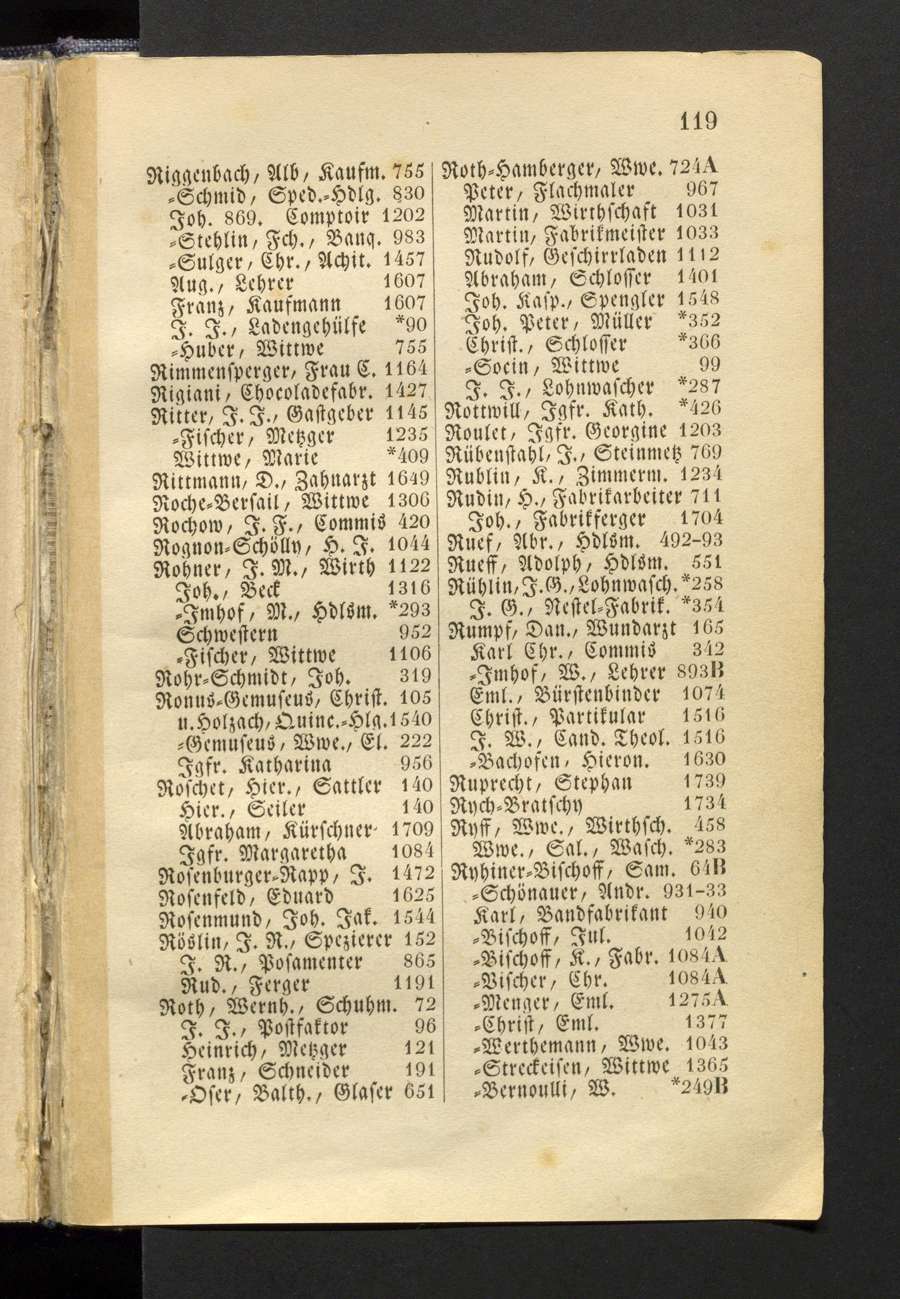 119
Riggenbach, Alb, Kaufm. 755
-Schmid, Sped.-Hdlg. 830
Joh. 869. Comptoir 1202
-Stehlin, Fch., Banq. 983
-Sulger, Chr., Achit. 1457
Aug., Lehrer 1607
Franz, Kaufmann 1607
J. J., Ladengehülfe *90
-Huber, Wittwe 755
Rimmensperger, Frau C. 1164
Rigiani, Chocoladefabr. 1427
Ritter, J. J., Gastgeber 1145
-Fischer, Metzger 1235
Wittwe, Marie *409
Rittmann, D., Zahnarzt 1649
Roche-Versail, Wittwe 1306
Rochow, J. F., Commis 420
Rognon-Schölly, H. J. 1044
Rohner, J. M., Wirth 1122
Joh., Beck 1316
-Imhof, M., Hdlsm. *293
Schwestern 952
-Fischer, Wittwe 1106
Rohr-Schmidt, Joh. 319
Ronus-Gemuseus, Christ. 105
u. Holzach, Quinc.-Hlg. 1540
-Gemuseus, Wwe., El. 222
Jgfr. Katharina 956
Roschet, Hier., Sattler 140
Hier., Seiler 140
Abraham, Kürschner 1709
Jgfr. Margaretha 1084
Rosenburger-Rapp, J. 1472
Rosenfeld, Eduard 1625
Rosenmund, Joh. Jak. 1544
Röslin, J. R., Spezierer 152
J. R., Posamenter 865
Rud., Ferger 1191
Roth, Wernh., Schuhm. 72
J. J., Postfaktor 96
Heinrich, Metzger 121
Franz, Schneider 191
-Oser, Balth., Glaser 651
Roth-Hamberger, Wwe. 724A
Peter, Flachmaler 967
Martin, Wirthschaft 1031
Martin, Fabrikmeister 1033
Rudolf, Geschirrladen 1112
Abraham, Schlosser 1401
Joh. Kasp., Spengler 1548
Joh. Peter, Müller *352
Christ., Schlosser *366
-Socin, Wittwe 99
J. J., Lohnwascher *287
Rottwill, Jgfr. Kath. *426
Roulet, Jgfr. Georgine 1203
Rübenstahl, J., Steinmetz 769
Rublin, K., Zimmerm. 1234
Rudin, H., Fabrikarbeiter 711
Joh., Fabrikferger 1704
Ruef, Abr., Hdlsm. 492-93
Rueff, Adolph, Hdlsm. 551
Rühlin, J. G., Lohnwasch. *258
J. G., Nestel-Fabrik. *354
Rumpf, Dan., Wundarzt 165
Karl Chr., Commis 342
-Imhof, W., Lehrer 893B
Eml., Bürstenbinder 1074
Christ., Partikular 1516
J. W., Cand. Theol. 1516
-Bachofen, Hieron. 1630
Ruprecht, Stephan 1739
Rych-Bratschy 1734
Ryff, Wwe., Wirthsch. 458
Wwe., Sal., Wasch. *283
Ryhiner-Bischoff, Sam. 64B
-Schönauer, Andr. 931-33
Karl, Bandfabrikant 940
-Bischoff, Jul. 1042
-Bischoff, K., Fabr. 1084A
-Vischer, Chr. 1084A
-Menger, Eml. 1275A
-Christ, Eml. 1377
-Werthemann, Wwe. 1043
-Streckeisen, Wittwe 1365
-Bernoulli, W. *249B